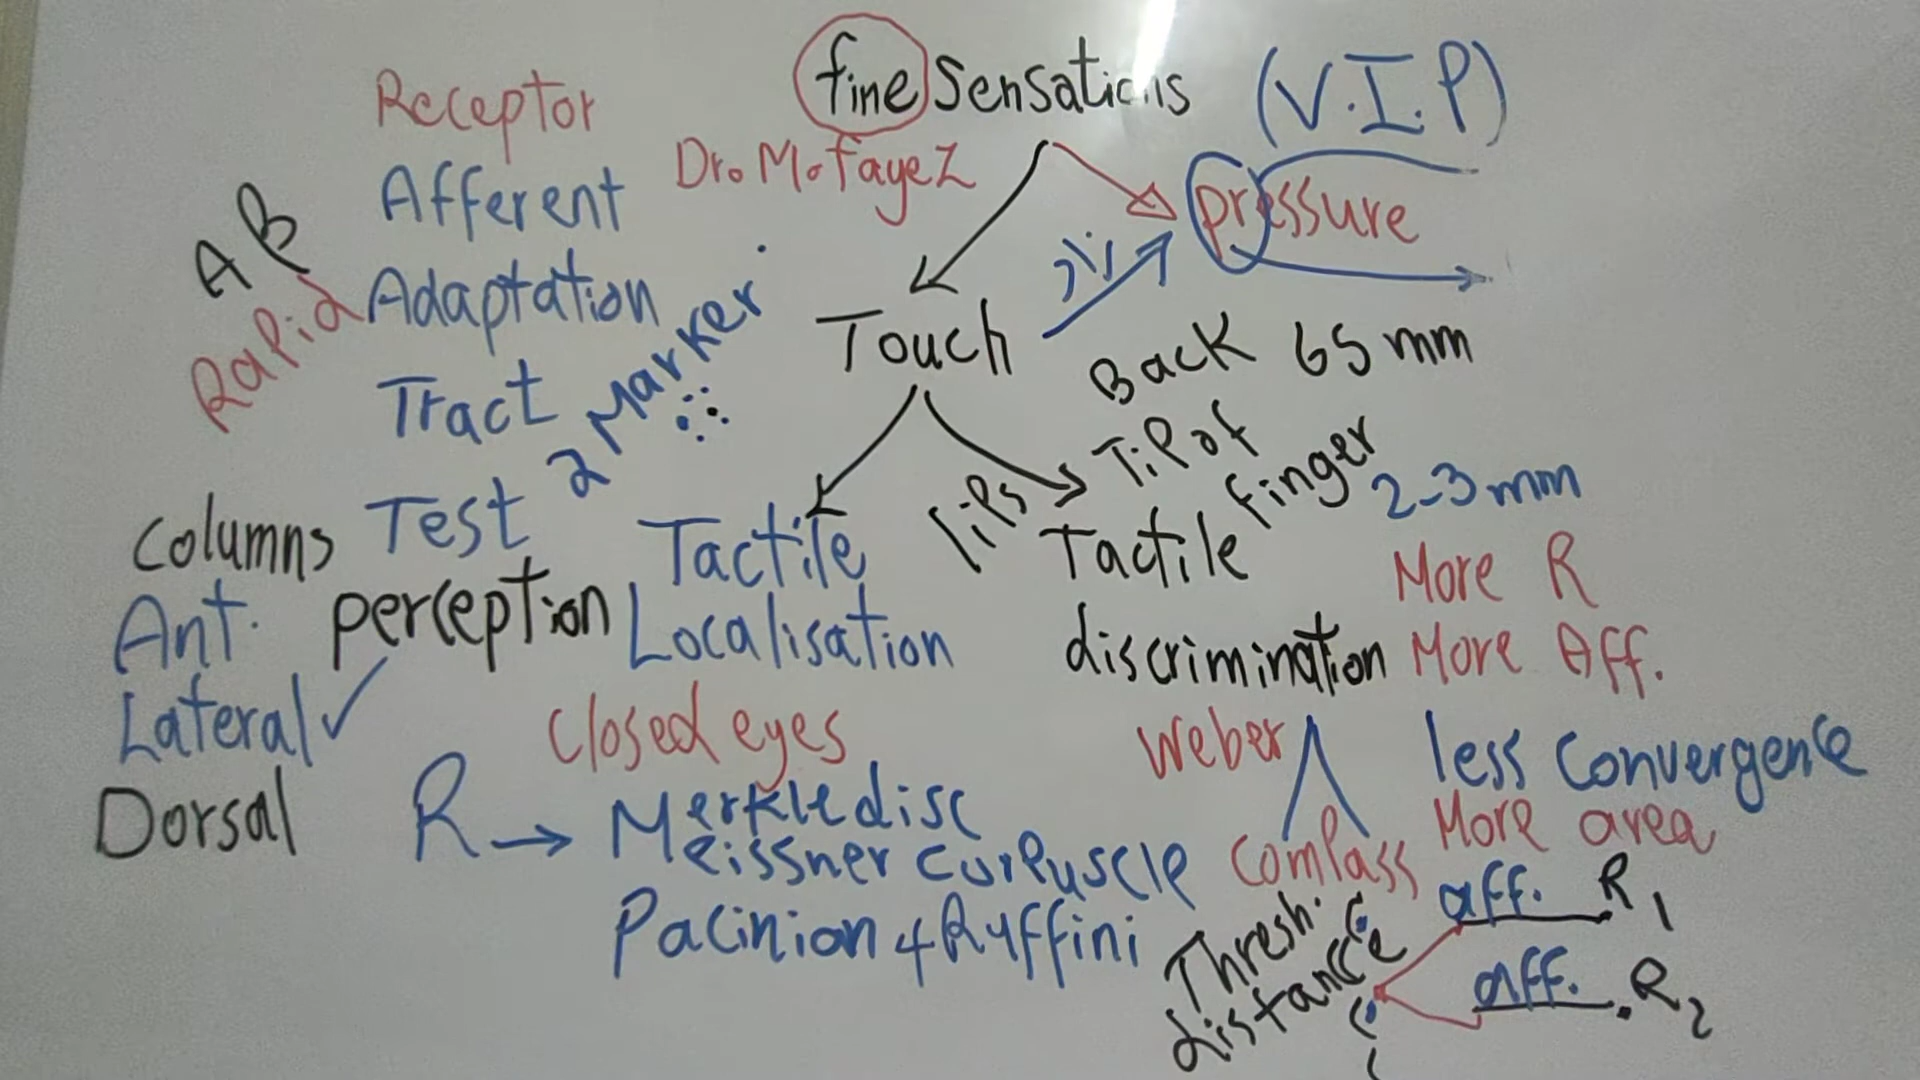 fine Sensations (V.I.P)
Dr. M. fayez
pressure
Touch
Receptor
Afferent
Aβ
Adaptation
Rapid
Tract
Test
2 Marker
Columns
Ant.
Lateral ✓
Dorsal
perception
Tactile
Localisation
closed eyes
R → Merkle disc
Meissner Corpuscle
Pacinion & Ruffini
Back 65 mm
Tip of
finger
2-3 mm
lips
Tactile
discrimination
Weber
Compass
Thresh.
distance
More R
More Aff.
less Convergence
More area
aff. R1
aff. R2